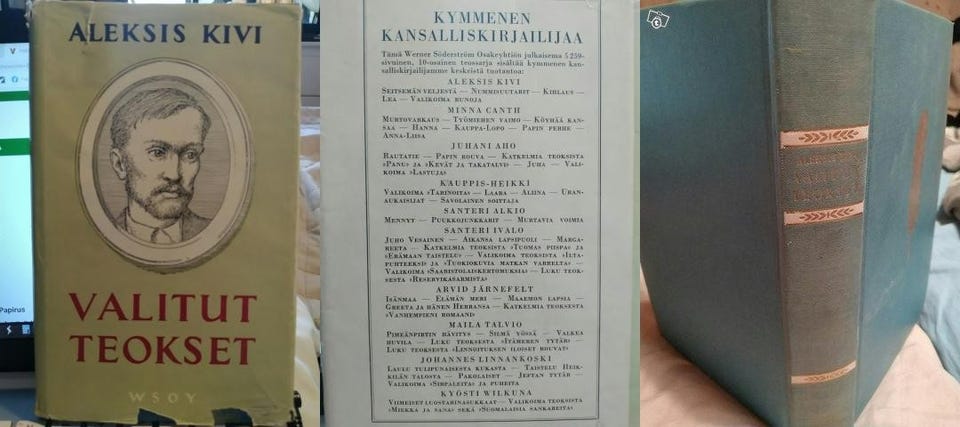 ALEKSIS KIVI
VALITUT
TEOKSET
WSOY
Papirus
KYMMENEN
KANSALLISKIRJAILIJAA
Tämä Werner Söderström Osakeyhtiön julkaisema 5 259-
sivuinen, 10-osainen teossarja sisältää kymmenen kan-
salliskirjailijamme keskeistä tuotantoa:
ALEKSIS KIVI
Seitsemän veljestä — Nummisuutarit — Kihlaus —
Lea — Valikoima runoja
MINNA CANTH
Murtovarkaus — Työmiehen vaimo — Köyhää kan-
saa — Hanna — Kauppa-Lopo — Papin perhe —
Anna-Liisa
JUHANI AHO
Rautatie — Papin rouva — Katkelmia teoksista
»Panu» ja »Kevät ja takatalvi» — Juha — Vali-
koima »Lastuja»
KAUPPIS-HEIKKI
Valikoima »Tarinoita» — Laara — Aliina — Uran-
aukaisijat — Savolainen soittaja
SANTERI ALKIO
Mennyt — Puukkojunkkarit — Murtavia voimia
SANTERI IVALO
Juho Vesainen — Aikansa lapsipuoli — Marga-
reeta — Katkelmia teoksista »Tuomas piispa» ja
»Erämaan taistelu» — Valikoima teoksista »Ilta-
puhteeksi» ja »Tuokiokuvia matkan varrelta» —
Valikoima »Saaristolaiskertomuksia» — Luku teok-
sesta »Reservikasarmista»
ARVID JÄRNEFELT
Isänmaa — Elämän meri — Maaemon lapsia —
Greeta ja hänen Herransa — Katkelmia teoksesta
»Vanhempieni romaani»
MAILA TALVIO
Pimeänpirtin hävitys — Silmä yössä — Valkea
huvila — Luku teoksesta »Itämeren tytär» —
Luku teoksesta »Linnoituksen iloiset rouvat»
JOHANNES LINNANKOSKI
Laulu tulipunaisesta kukasta — Taistelu Heik-
kilän talosta — Pakolaiset — Jeftan tytär —
Valikoima »Sirpaleita» ja puheita
KYÖSTI WILKUNA
Viimeiset luostarinasukkaat — Valikoima teoksista
»Miekka ja sana» sekä »Suomalaisia sankareita»
ALEKSIS KIVI
VALITUT
TEOKSET